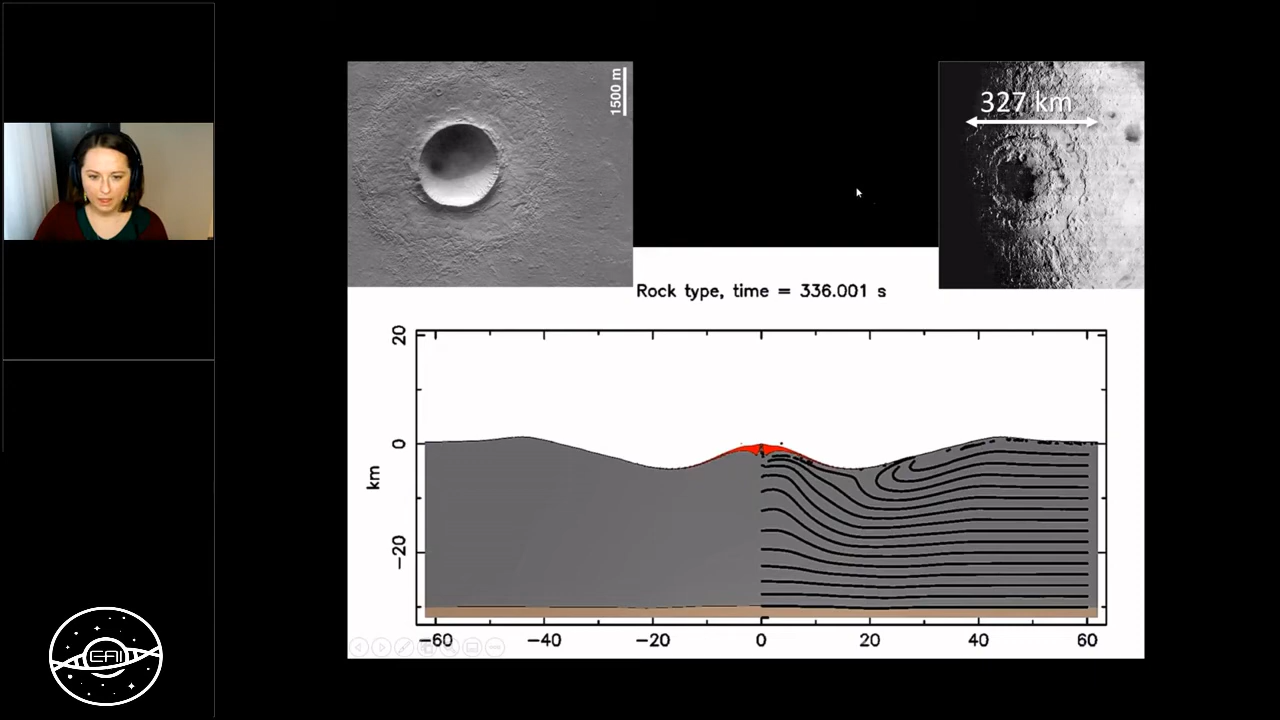 1500 m
327 km
Rock type, time = 336.001 s
20
0
−20
km
−60
−40
−20
0
20
40
60
EAI